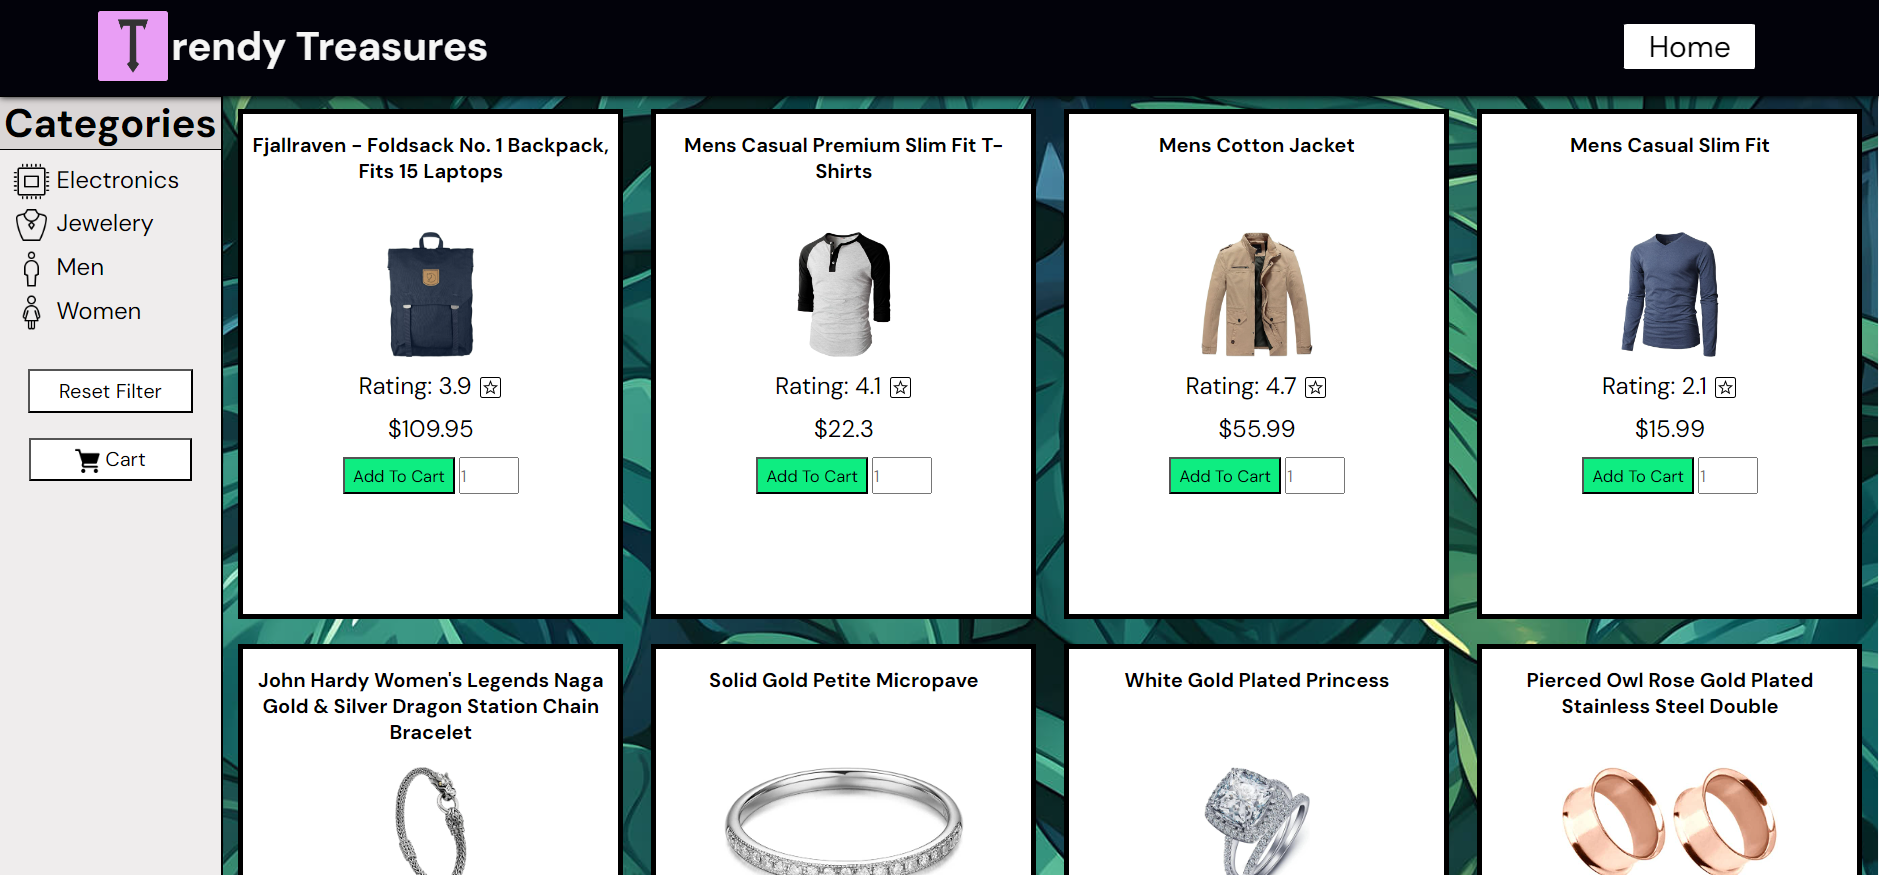 Trendy Treasures
Home
Categories
Electronics
Jewelery
Men
Women
Reset Filter
Cart
Fjallraven - Foldsack No. 1 Backpack,
Fits 15 Laptops
Rating: 3.9
$109.95
Add To Cart 1
Mens Casual Premium Slim Fit T-
Shirts
Rating: 4.1
$22.3
Add To Cart 1
Mens Cotton Jacket
Rating: 4.7
$55.99
Add To Cart 1
Mens Casual Slim Fit
Rating: 2.1
$15.99
Add To Cart 1
John Hardy Women's Legends Naga
Gold & Silver Dragon Station Chain
Bracelet
Solid Gold Petite Micropave
White Gold Plated Princess
Pierced Owl Rose Gold Plated
Stainless Steel Double